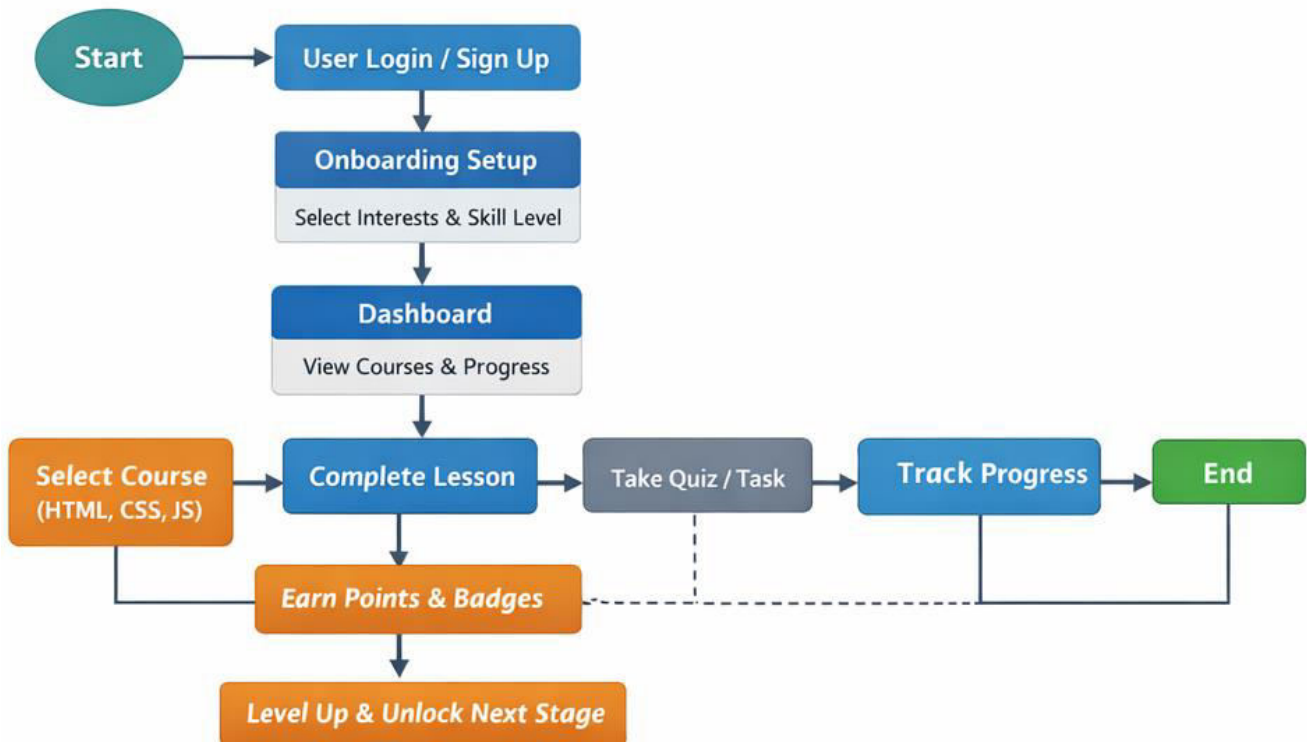 Start
User Login / Sign Up
Onboarding Setup
Select Interests & Skill Level
Dashboard
View Courses & Progress
Select Course
(HTML, CSS, JS)
Complete Lesson
Take Quiz / Task
Track Progress
End
Earn Points & Badges
Level Up & Unlock Next Stage